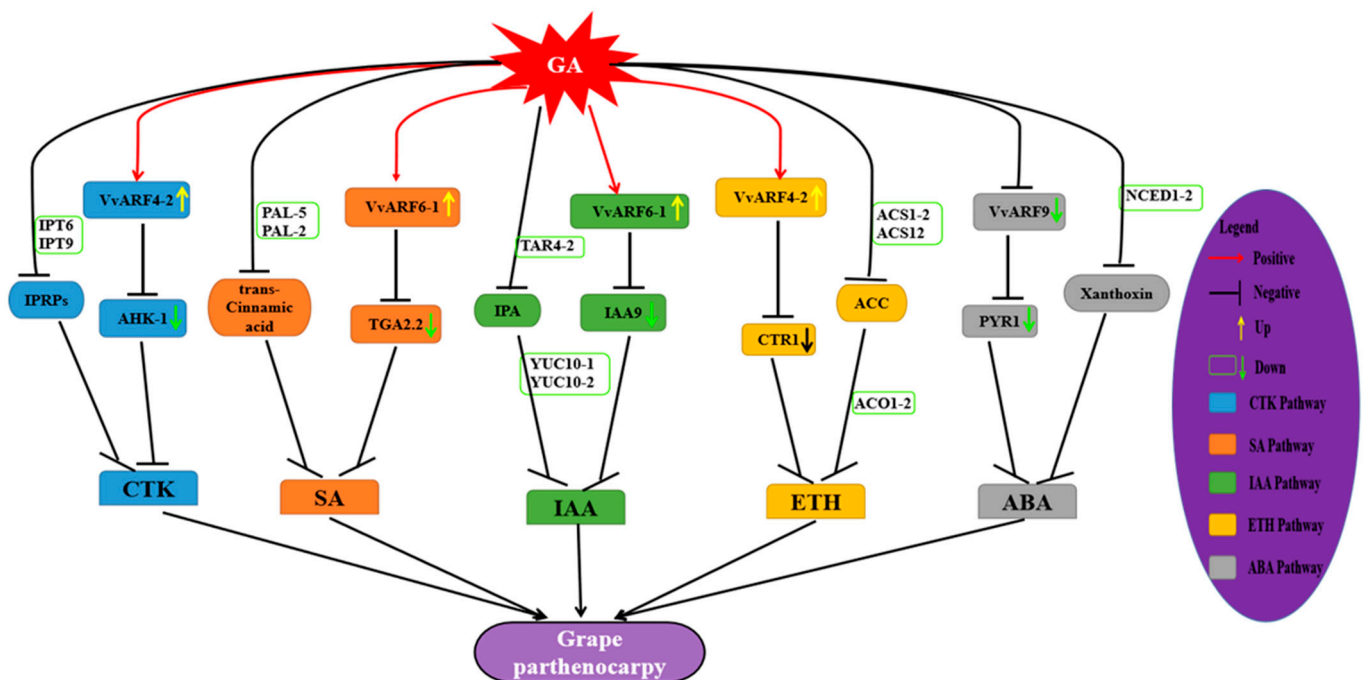 GA
VvARF4-2
IPT6
IPT9
IPRPs
AHK-1
PAL-5
PAL-2
trans-
Cinnamic
acid
VvARF6-1
TGA2.2
TAR4-2
IPA
YUC10-1
YUC10-2
VvARF6-1
IAA9
VvARF4-2
CTR1
ACS1-2
ACS12
ACC
ACO1-2
VvARF9
PYR1
NCED1-2
Xanthoxin
CTK
SA
IAA
ETH
ABA
Grape
parthenocarpy
Legend
Positive
Negative
Up
Down
CTK Pathway
SA Pathway
IAA Pathway
ETH Pathway
ABA Pathway